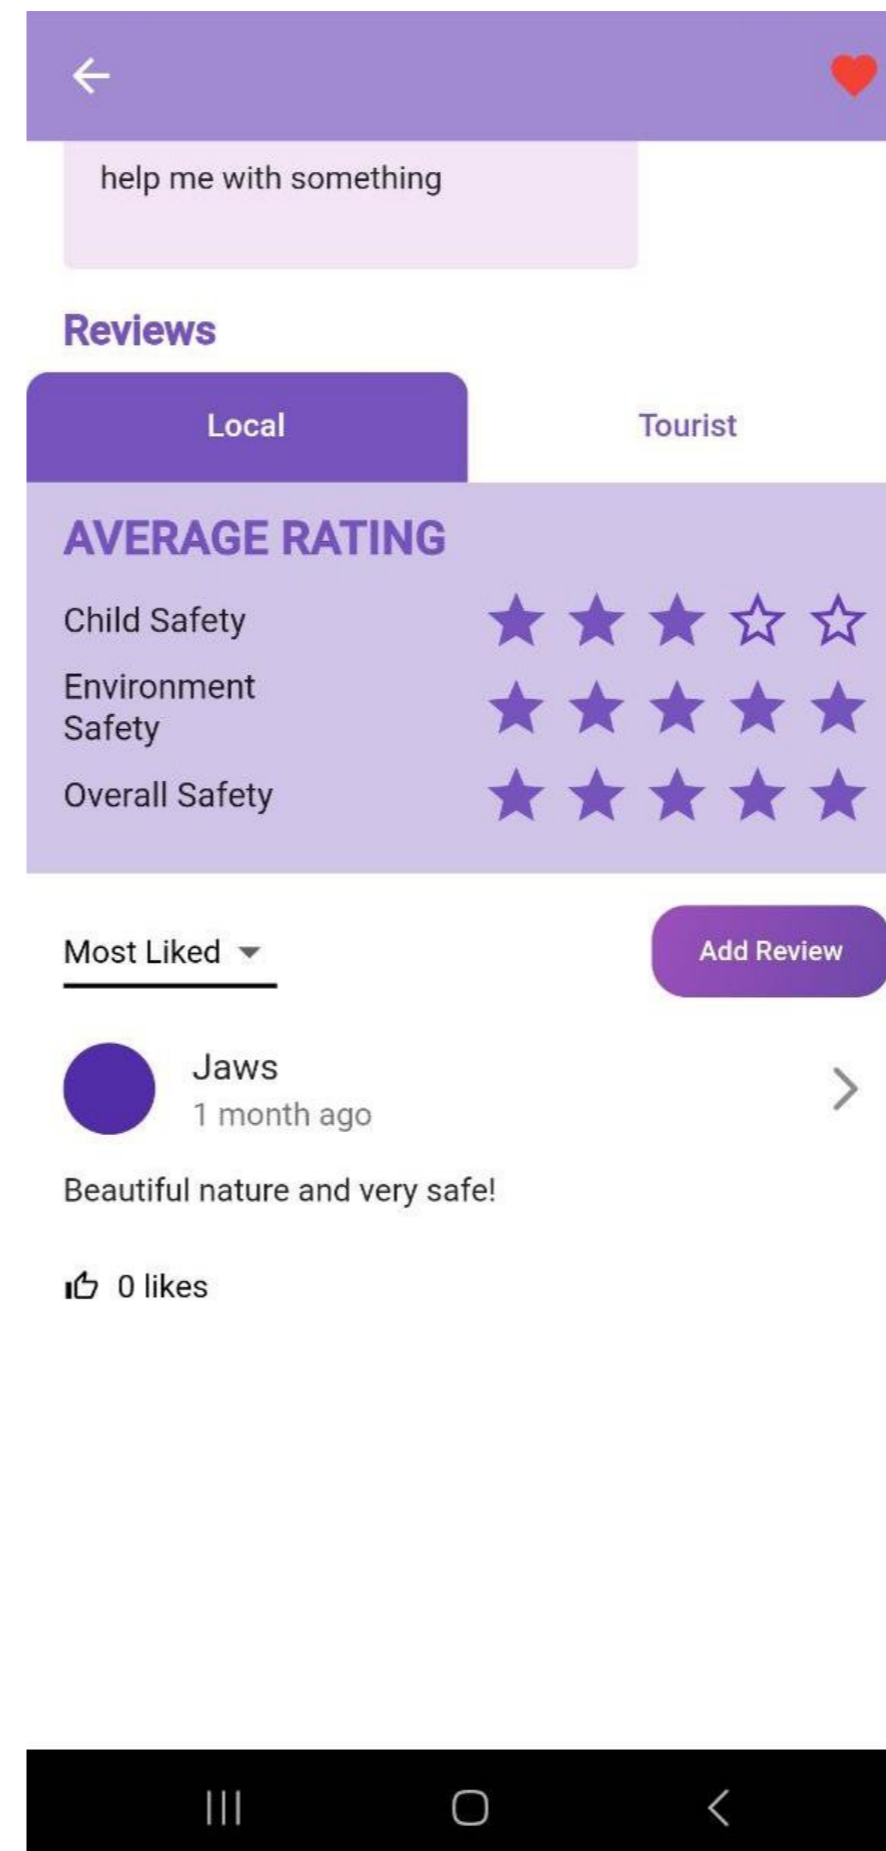 help me with something
Reviews
Local
Tourist
AVERAGE RATING
Child Safety
Environment
Safety
Overall Safety
Most Liked
Add Review
Jaws
1 month ago
Beautiful nature and very safe!
0 likes